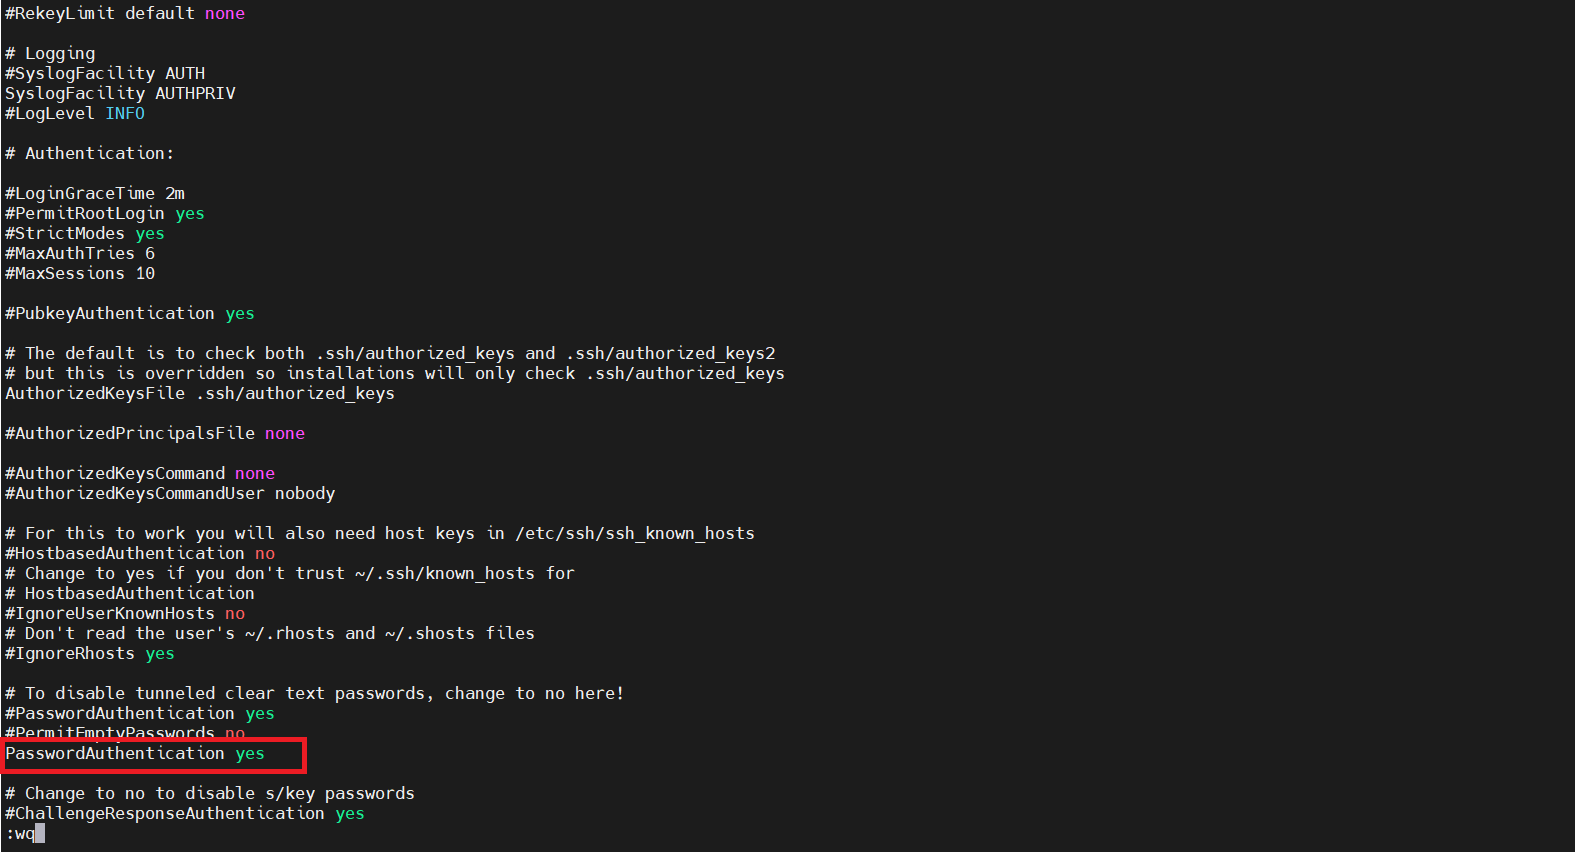 #RekeyLimit default none
# Logging
#SyslogFacility AUTH
SyslogFacility AUTHPRIV
#LogLevel INFO
# Authentication:
#LoginGraceTime 2m
#PermitRootLogin yes
#StrictModes yes
#MaxAuthTries 6
#MaxSessions 10
#PubkeyAuthentication yes
# The default is to check both .ssh/authorized_keys and .ssh/authorized_keys2
# but this is overridden so installations will only check .ssh/authorized_keys
AuthorizedKeysFile .ssh/authorized_keys
#AuthorizedPrincipalsFile none
#AuthorizedKeysCommand none
#AuthorizedKeysCommandUser nobody
# For this to work you will also need host keys in /etc/ssh/ssh_known_hosts
#HostbasedAuthentication no
# Change to yes if you don't trust ~/.ssh/known_hosts for
# HostbasedAuthentication
#IgnoreUserKnownHosts no
# Don't read the user's ~/.rhosts and ~/.shosts files
#IgnoreRhosts yes
# To disable tunneled clear text passwords, change to no here!
#PasswordAuthentication yes
#PermitEmptyPasswords no
PasswordAuthentication yes
# Change to no to disable s/key passwords
#ChallengeResponseAuthentication yes
:wq